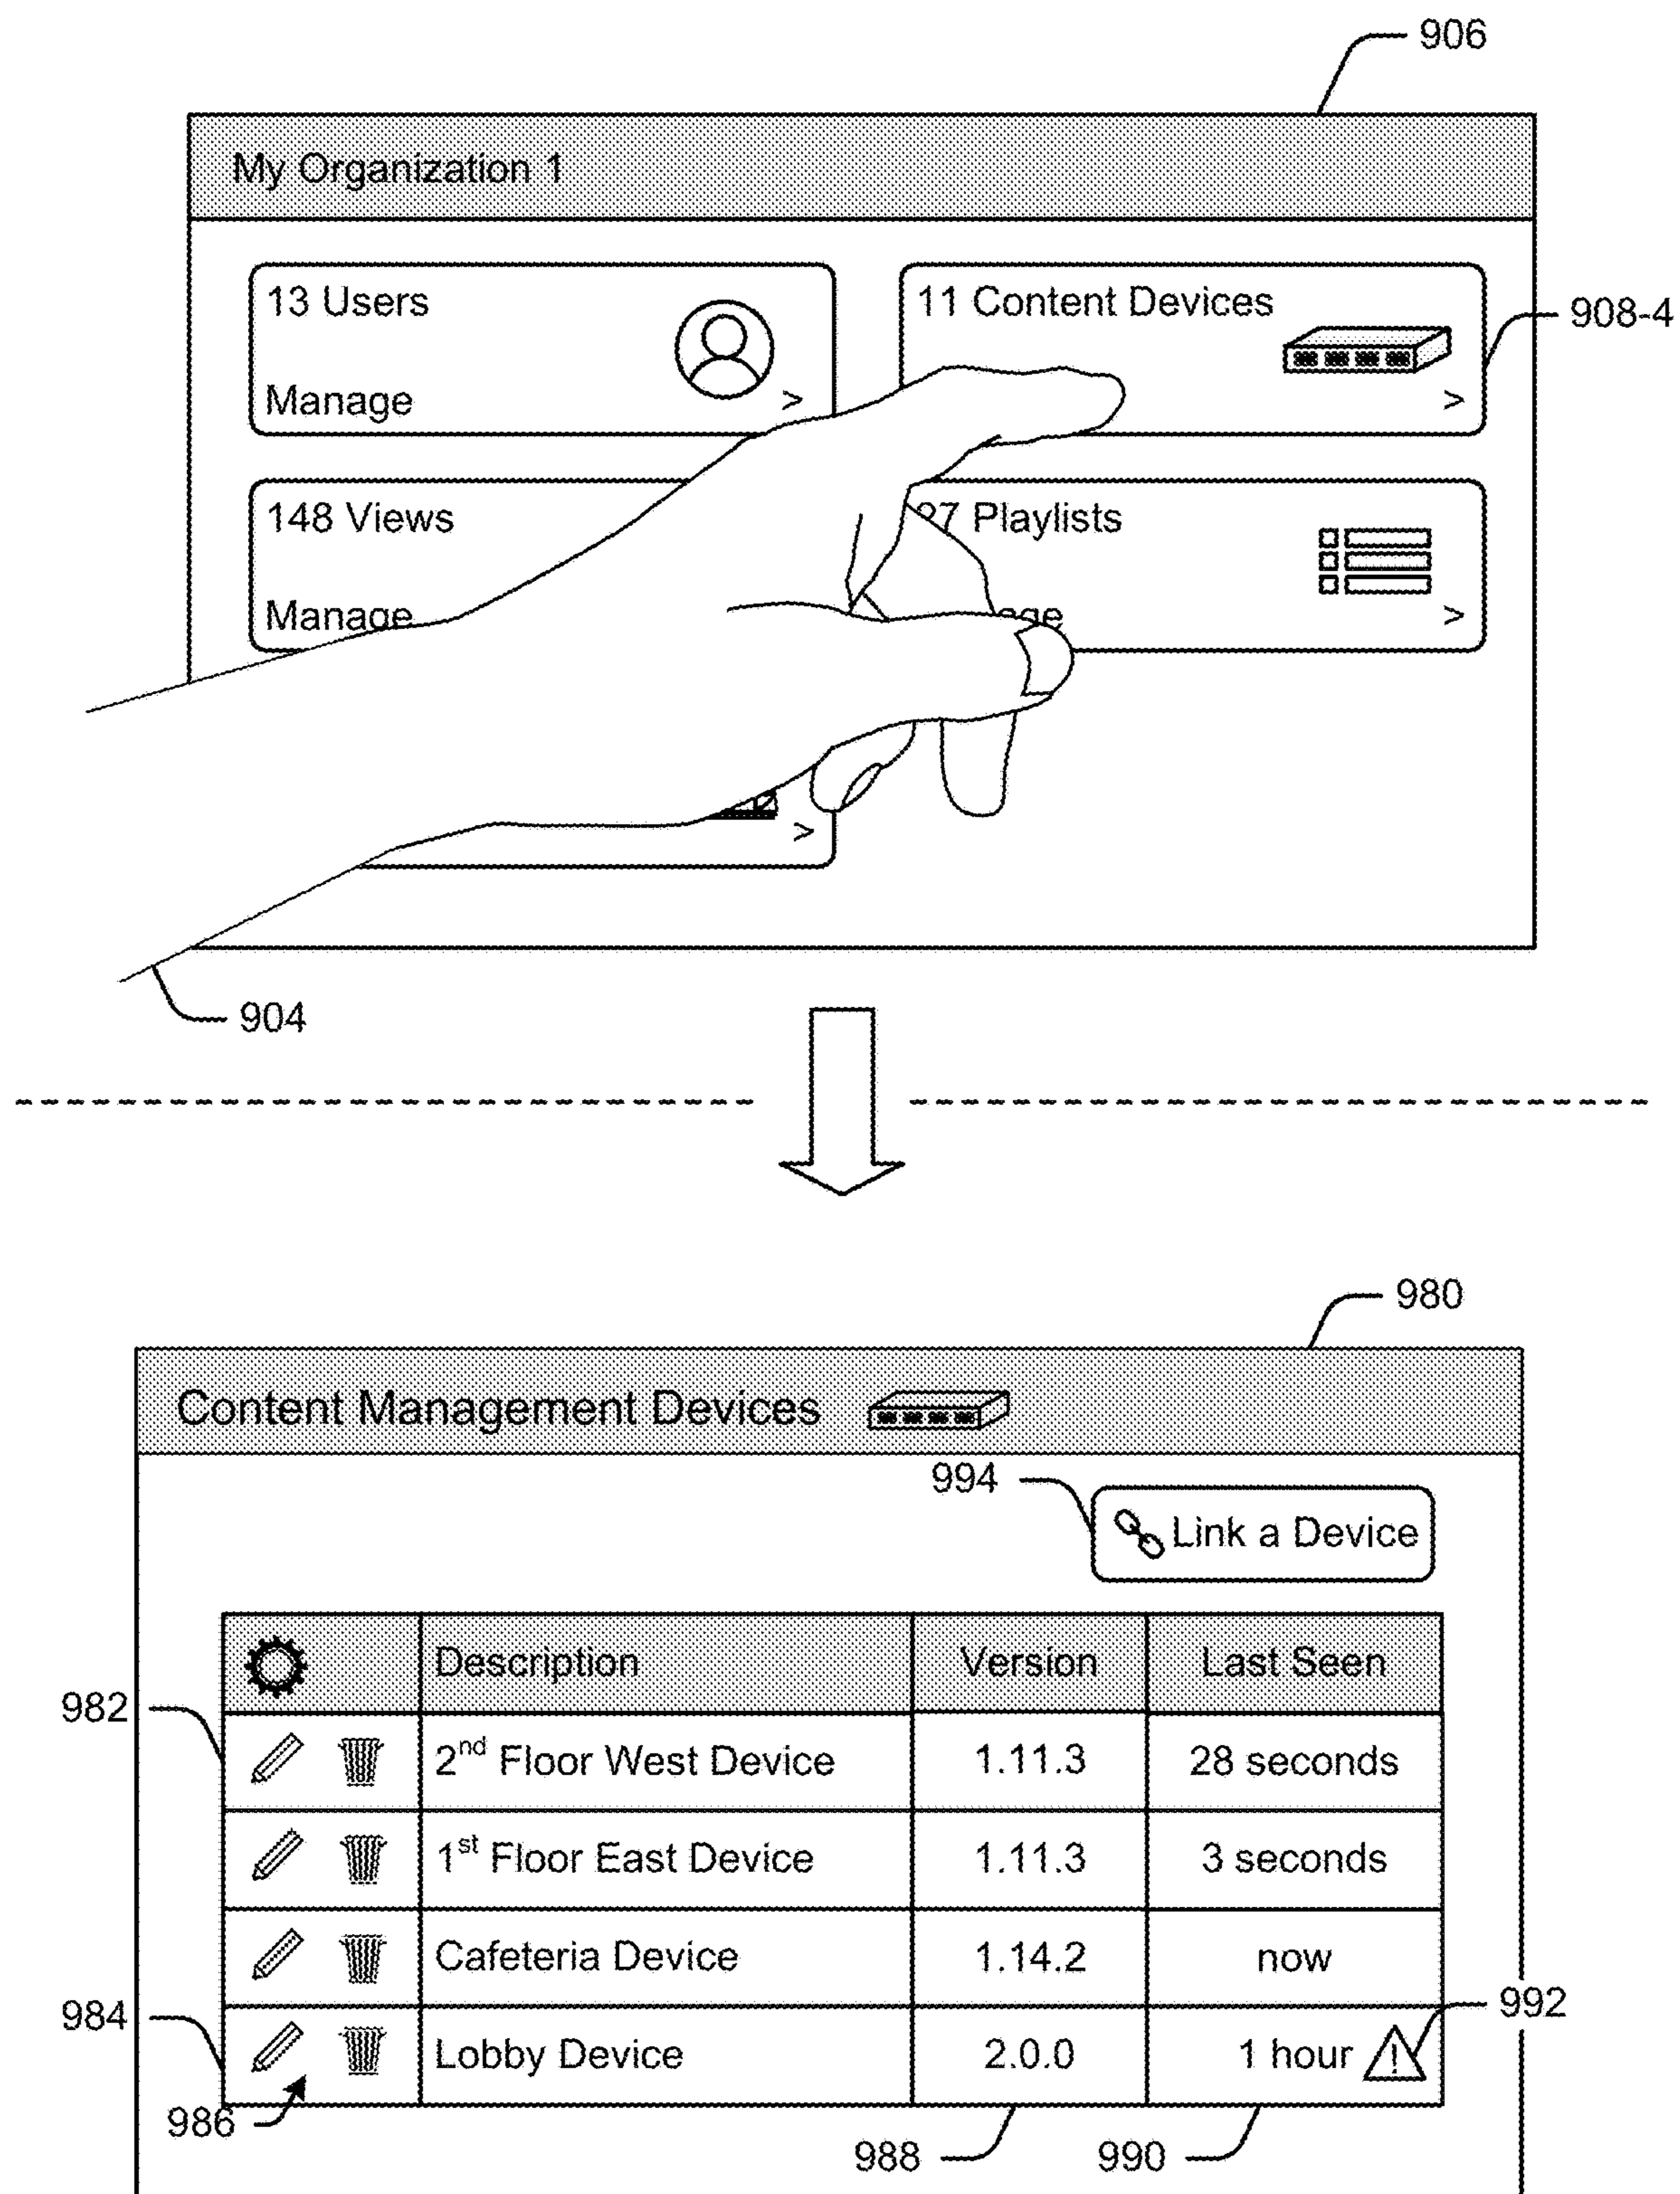 906
My Organization 1
13 Users
Manage
>
11 Content Devices
>
908-4
148 Views
Manage
27 Playlists
>
>
904
980
Content Management Devices
994
Link a Device
Description Version Last Seen
982
2nd Floor West Device 1.11.3 28 seconds
1st Floor East Device 1.11.3 3 seconds
Cafeteria Device 1.14.2 now
984
992
Lobby Device 2.0.0 1 hour
986
988
990